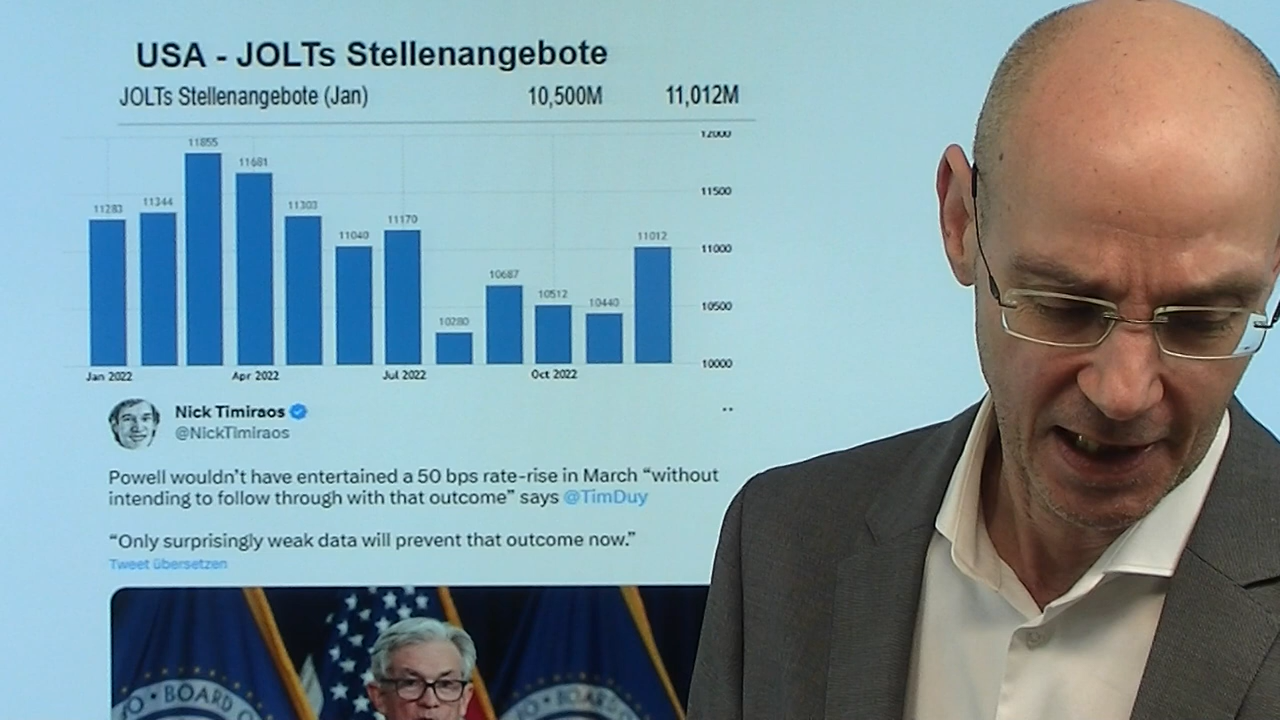 USA - JOLTs Stellenangebote
JOLTs Stellenangebote (Jan) 10,500M 11,012M
12000
11855
11681
11344
11283
11303
11170
11040
11012
11500
11000
10687
10512
10440
10280
10500
10000
Jan 2022 Apr 2022 Jul 2022 Oct 2022
Nick Timiraos
@NickTimiraos
Powell wouldn't have entertained a 50 bps rate-rise in March “without
intending to follow through with that outcome” says @TimDuy
“Only surprisingly weak data will prevent that outcome now.”
Tweet übersetzen
BOARD O
BOARD